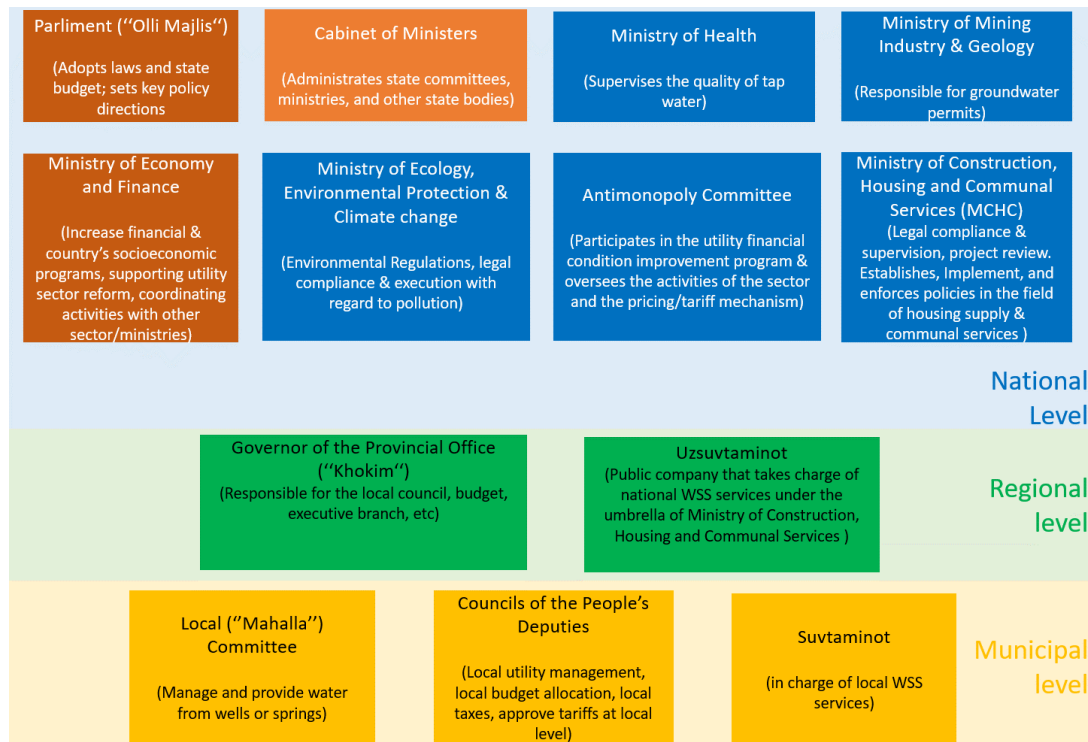 Parliment (‘‘Olli Majlis‘‘)
(Adopts laws and state
budget; sets key policy
directions
Cabinet of Ministers
(Administrates state committees,
ministries, and other state bodies)
Ministry of Health
(Supervises the quality of tap
water)
Ministry of Mining
Industry & Geology
(Responsible for groundwater
permits)
Ministry of Economy
and Finance
(Increase financial &
country’s socioeconomic
programs, supporting utility
sector reform, coordinating
activities with other
sector/ministries)
Ministry of Ecology,
Environmental Protection &
Climate change
(Environmental Regulations, legal
compliance & execution with
regard to pollution)
Antimonopoly Committee
(Participates in the utility financial
condition improvement program &
oversees the activities of the sector
and the pricing/tariff mechanism)
Ministry of Construction,
Housing and Communal
Services (MCHC)
(Legal compliance &
supervision, project review.
Establishes, Implement, and
enforces policies in the field
of housing supply &
communal services )
National
Level
Governor of the Provincial Office
(‘‘Khokim‘‘)
(Responsible for the local council, budget,
executive branch, etc)
Uzsuvtaminot
(Public company that takes charge of
national WSS services under the
umbrella of Ministry of Construction,
Housing and Communal Services )
Regional
level
Local (‘’Mahalla’’)
Committee
(Manage and provide water
from wells or springs)
Councils of the People’s
Deputies
(Local utility management,
local budget allocation, local
taxes, approve tariffs at local
level)
Suvtaminot
(in charge of local WSS
services)
Municipal
level